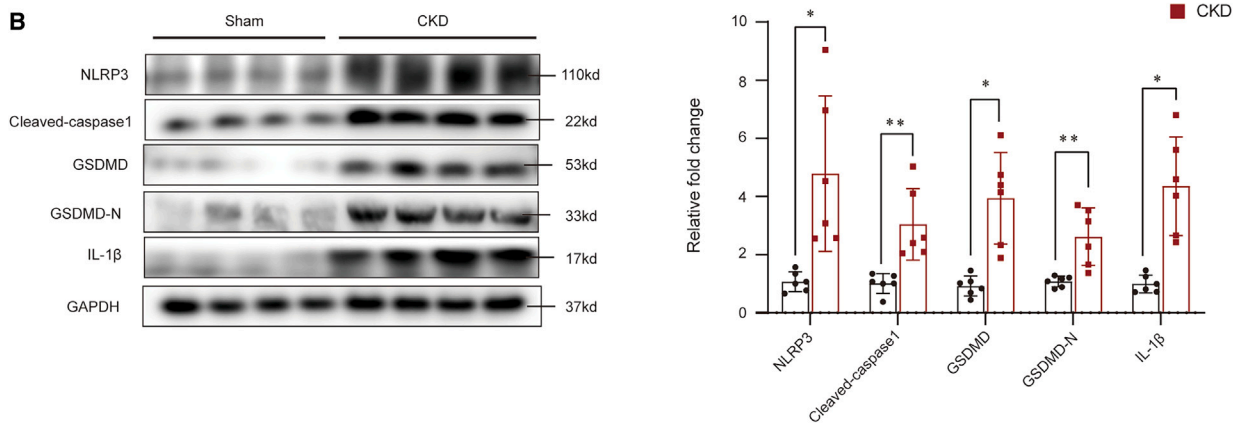 B
Sham CKD
NLRP3 110kd
Cleaved-caspase1 22kd
GSDMD 53kd
GSDMD-N 33kd
IL-1β 17kd
GAPDH 37kd
CKD
Relative fold change
10
8
6
4
2
0
*
**
*
**
*
NLRP3
Cleaved-caspase1
GSDMD
GSDMD-N
IL-1β